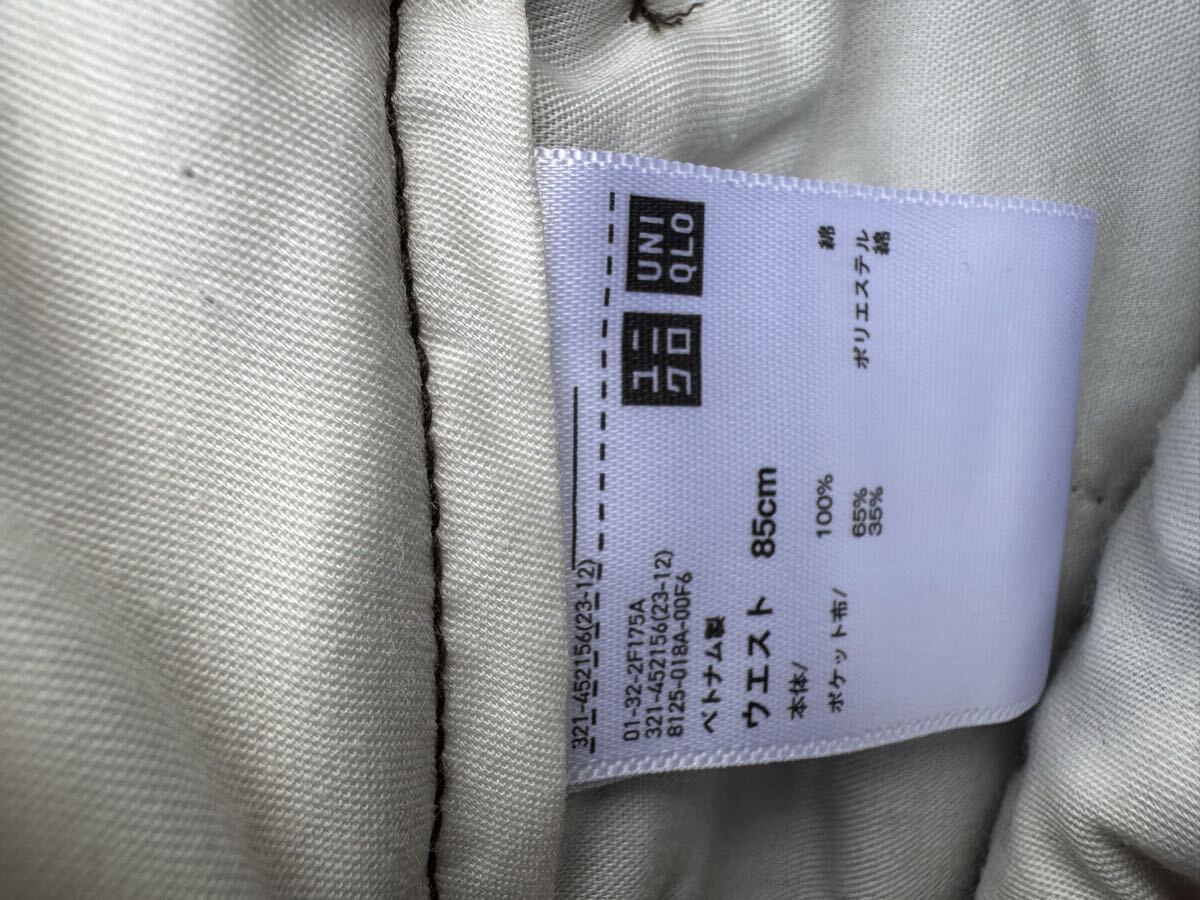 321-452156(23-12)
UNI
QLO
ユニ
クロ
01-32-2F175A
321-452156(23-12)
8125-018A-00F6
ベトナム製
ウエスト 85cm
本体/ 100% 綿
ポケット布/ 65% ポリエステル
35% 綿